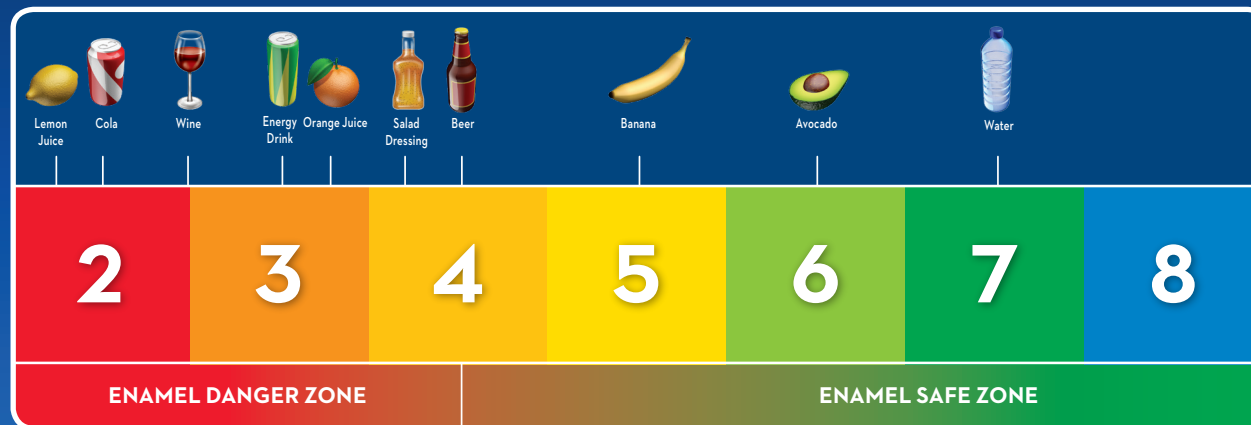 Lemon
Juice
Cola
Wine
Energy
Drink
Orange Juice
Salad
Dressing
Beer
Banana
Avocado
Water
2
3
4
5
6
7
8
ENAMEL DANGER ZONE
ENAMEL SAFE ZONE